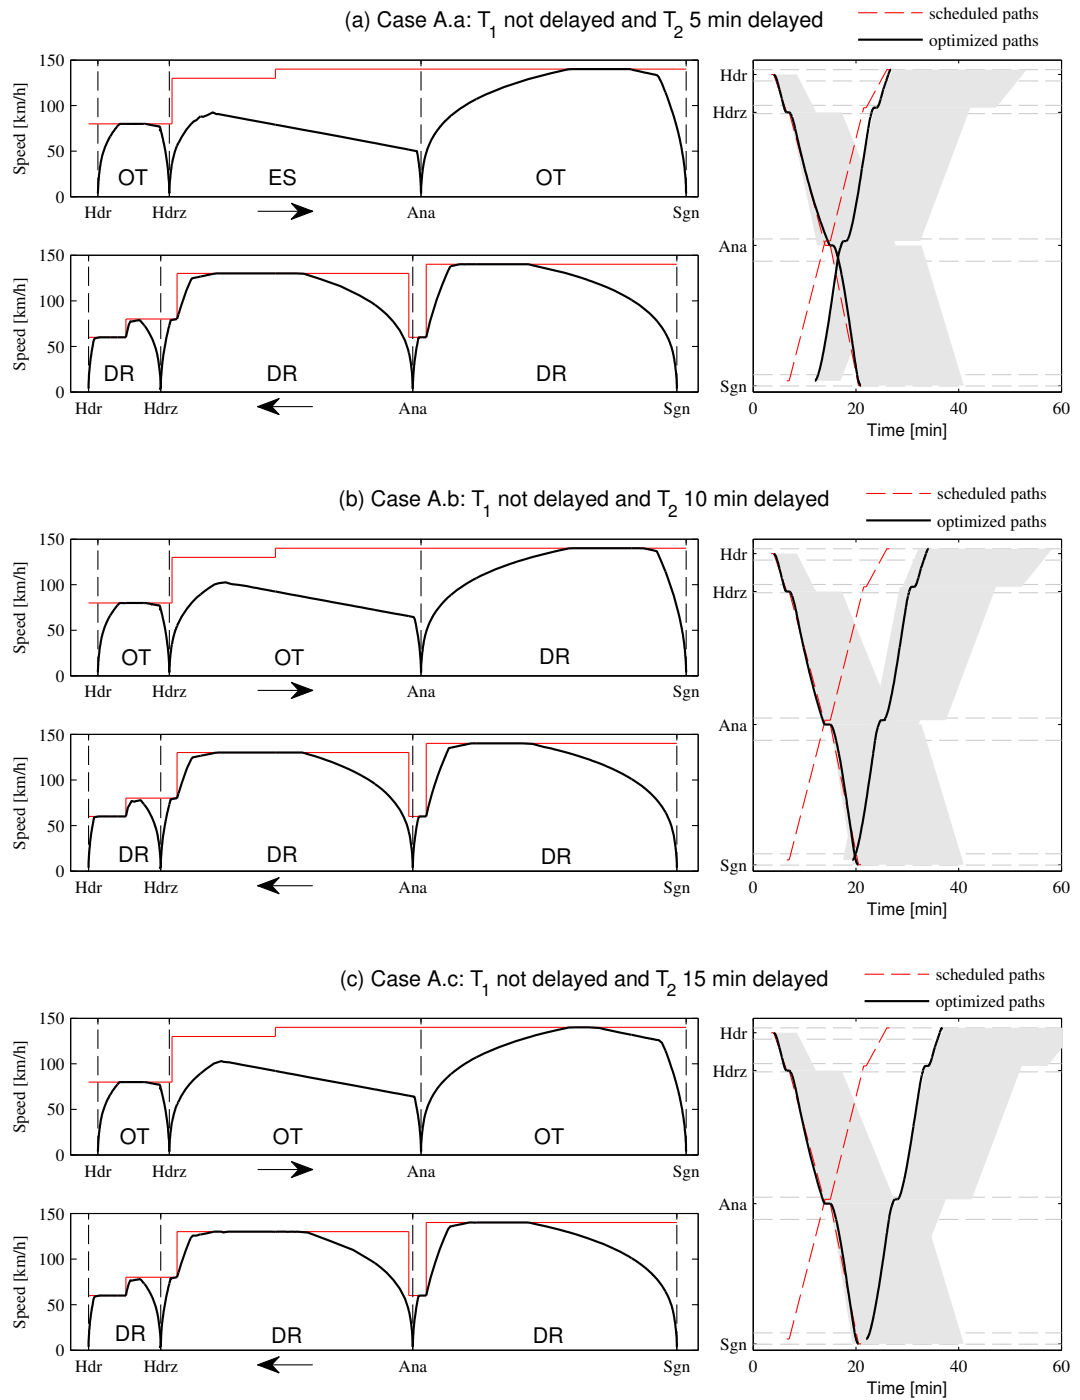 (a) Case A.a: T1 not delayed and T2 5 min delayed
scheduled paths
optimized paths
150
100
50
0
Speed [km/h]
OT
ES
OT
Hdr
Hdrz
Ana
Sgn
150
100
50
0
Speed [km/h]
DR
DR
DR
Hdr
Hdrz
Ana
Sgn
Hdr
Hdrz
Ana
Sgn
0
20
40
60
Time [min]
(b) Case A.b: T1 not delayed and T2 10 min delayed
scheduled paths
optimized paths
150
100
50
0
Speed [km/h]
OT
OT
DR
Hdr
Hdrz
Ana
Sgn
150
100
50
0
Speed [km/h]
DR
DR
DR
Hdr
Hdrz
Ana
Sgn
Hdr
Hdrz
Ana
Sgn
0
20
40
60
Time [min]
(c) Case A.c: T1 not delayed and T2 15 min delayed
scheduled paths
optimized paths
150
100
50
0
Speed [km/h]
OT
OT
OT
Hdr
Hdrz
Ana
Sgn
150
100
50
0
Speed [km/h]
DR
DR
DR
Hdr
Hdrz
Ana
Sgn
Hdr
Hdrz
Ana
Sgn
0
20
40
60
Time [min]